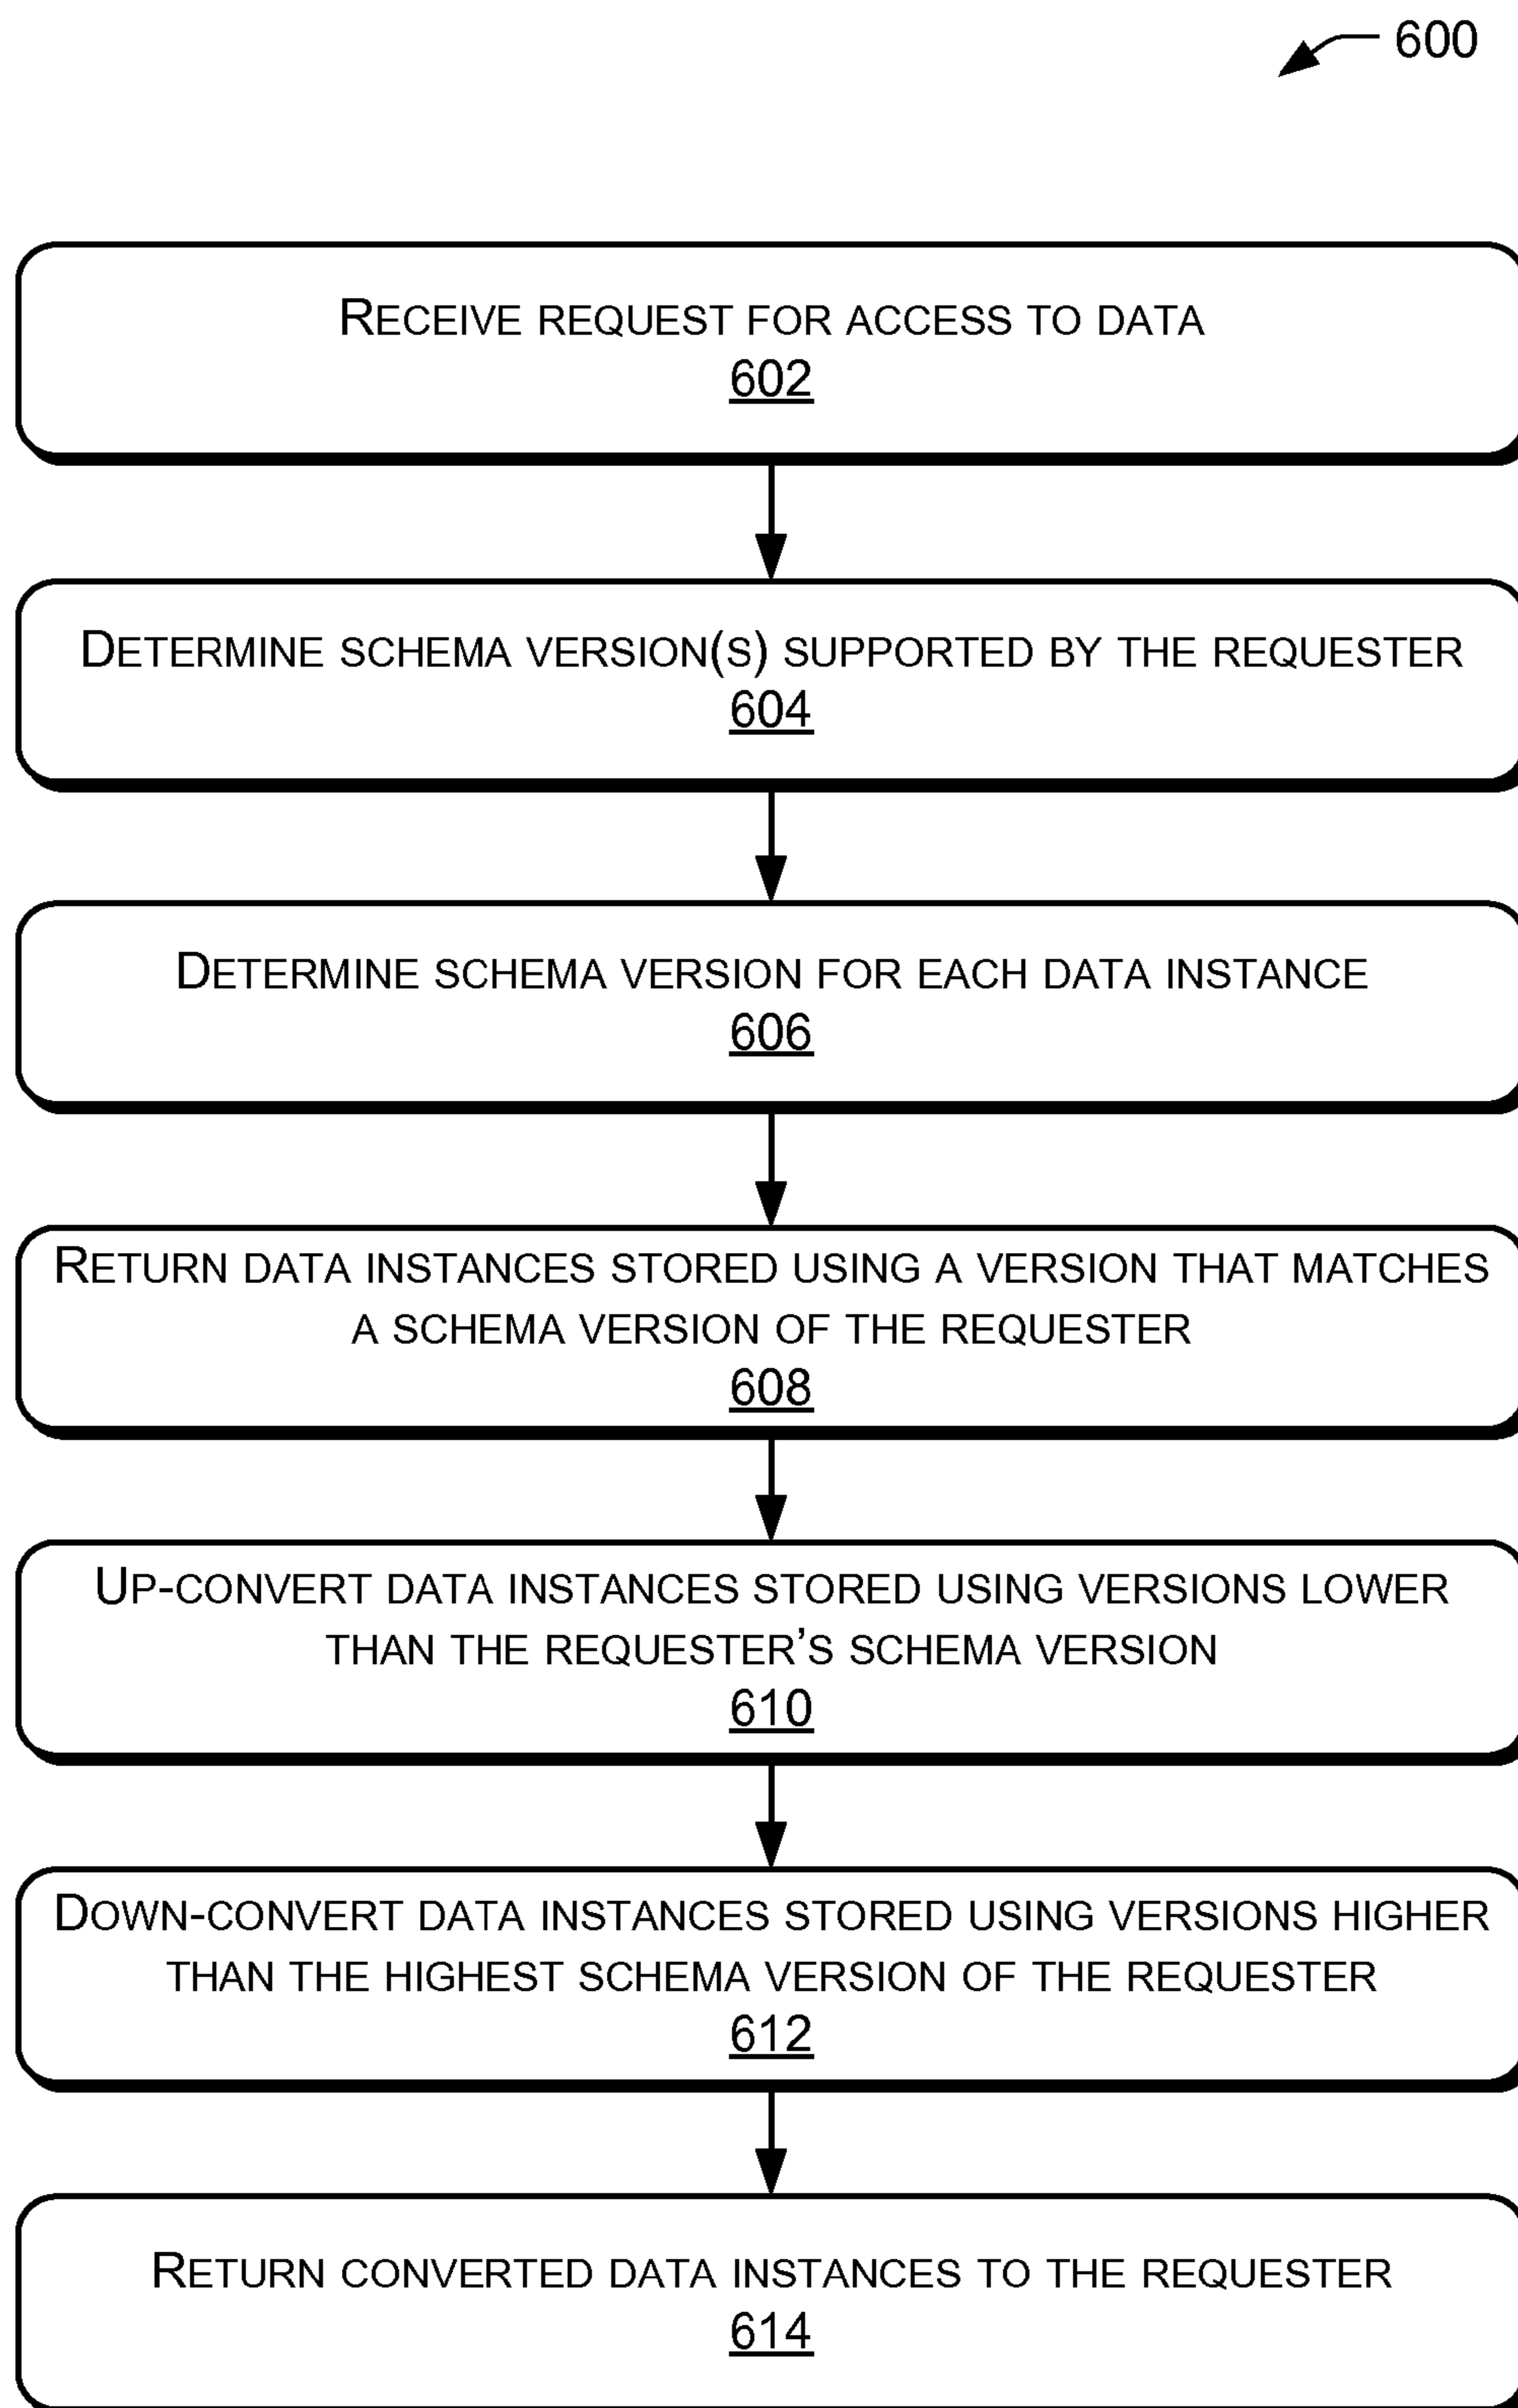 600
RECEIVE REQUEST FOR ACCESS TO DATA
602
DETERMINE SCHEMA VERSION(S) SUPPORTED BY THE REQUESTER
604
DETERMINE SCHEMA VERSION FOR EACH DATA INSTANCE
606
RETURN DATA INSTANCES STORED USING A VERSION THAT MATCHES
A SCHEMA VERSION OF THE REQUESTER
608
UP-CONVERT DATA INSTANCES STORED USING VERSIONS LOWER
THAN THE REQUESTER’S SCHEMA VERSION
610
DOWN-CONVERT DATA INSTANCES STORED USING VERSIONS HIGHER
THAN THE HIGHEST SCHEMA VERSION OF THE REQUESTER
612
RETURN CONVERTED DATA INSTANCES TO THE REQUESTER
614